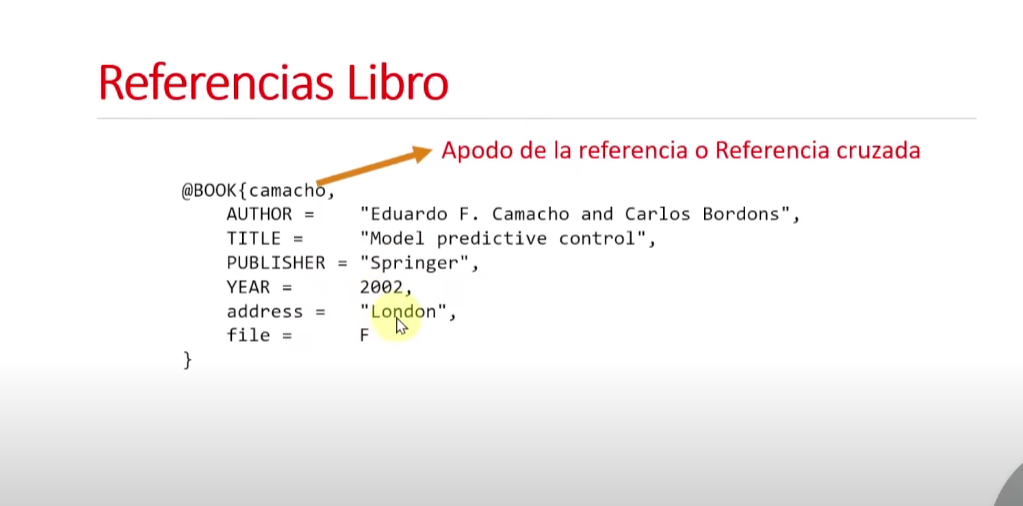 Referencias Libro
Apodo de la referencia o Referencia cruzada
@BOOK{camacho,
AUTHOR = "Eduardo F. Camacho and Carlos Bordons",
TITLE = "Model predictive control",
PUBLISHER = "Springer",
YEAR = 2002,
address = "London",
file = F
}